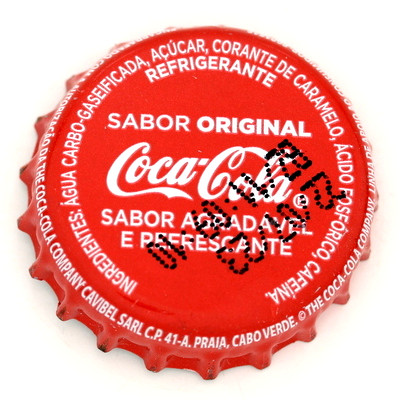 INGREDIENTES: ÁGUA CARBO-GASEIFICADA, AÇÚCAR, CORANTE DE CARAMELO, ÁCIDO FOSFÓRICO, CAFEÍNA
REFRIGERANTE
SABOR ORIGINAL
Coca-Cola
SABOR AGRADÁVEL
E REFRESCANTE
THE COCA-COLA COMPANY CAVIBEL SARL C.P. 41-A. PRAIA, CABO VERDE © THE COCA-COLA COMPANY